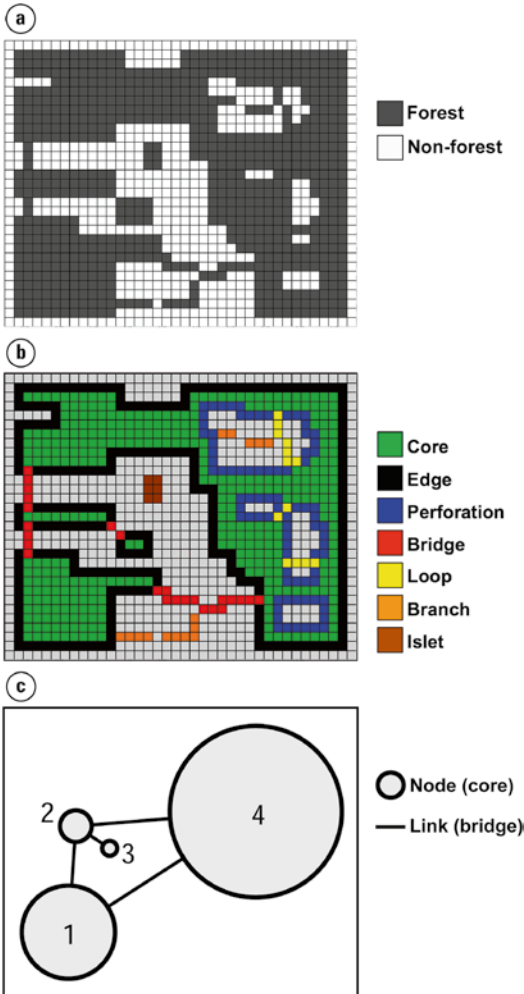 a
Forest
Non-forest
b
Core
Edge
Perforation
Bridge
Loop
Branch
Islet
c
Node (core)
Link (bridge)
2
3
4
1